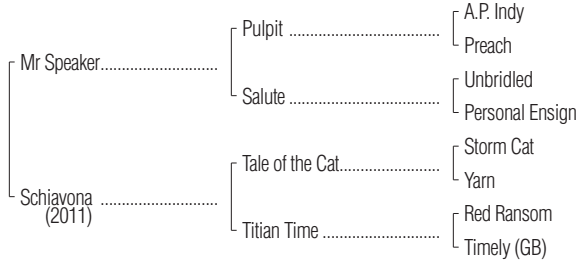 A.P. Indy
Pulpit ........................................
Preach
Mr Speaker.............................
Unbridled
Salute ........................................
Personal Ensign
Storm Cat
Tale of the Cat..........................
Yarn
Schiavona .............................
(2011)
Red Ransom
Titian Time ...............................
Timely (GB)